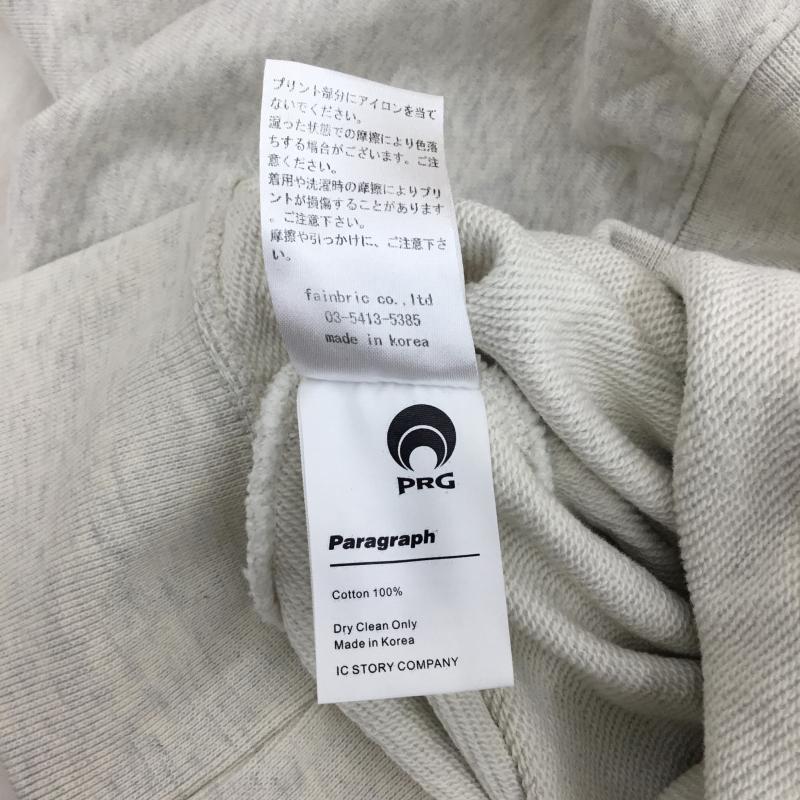 プリント部分にアイロンを当て
ないでください。
湿った状態での摩擦により色落
ちする場合がございます。ご注
意ください。
着用や洗濯時の摩擦によりプリ
ントが損傷することがあります
。ご注意下さい。
摩擦や引っかけに、ご注意下さ
い。
fainbric co.,ltd
03-5413-5385
made in korea
PRG
Paragraph
Cotton 100%
Dry Clean Only
Made in Korea
IC STORY COMPANY